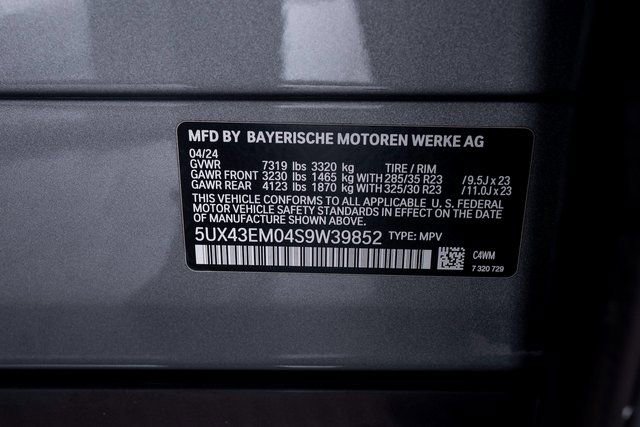 MFD BY BAYERISCHE MOTOREN WERKE AG
04/24
GVWR 7319 lbs 3320 kg TIRE / RIM
GAWR FRONT 3230 lbs 1465 kg WITH 285/35 R23 /9.5J x 23
GAWR REAR 4123 lbs 1870 kg WITH 325/30 R23 /11.0J x 23
THIS VEHICLE CONFORMS TO ALL APPLICABLE U. S. FEDERAL
MOTOR VEHICLE SAFETY STANDARDS IN EFFECT ON THE DATE
OF MANUFACTURE SHOWN ABOVE.
5UX43EM04S9W39852 TYPE: MPV
C4WM
7 320 729